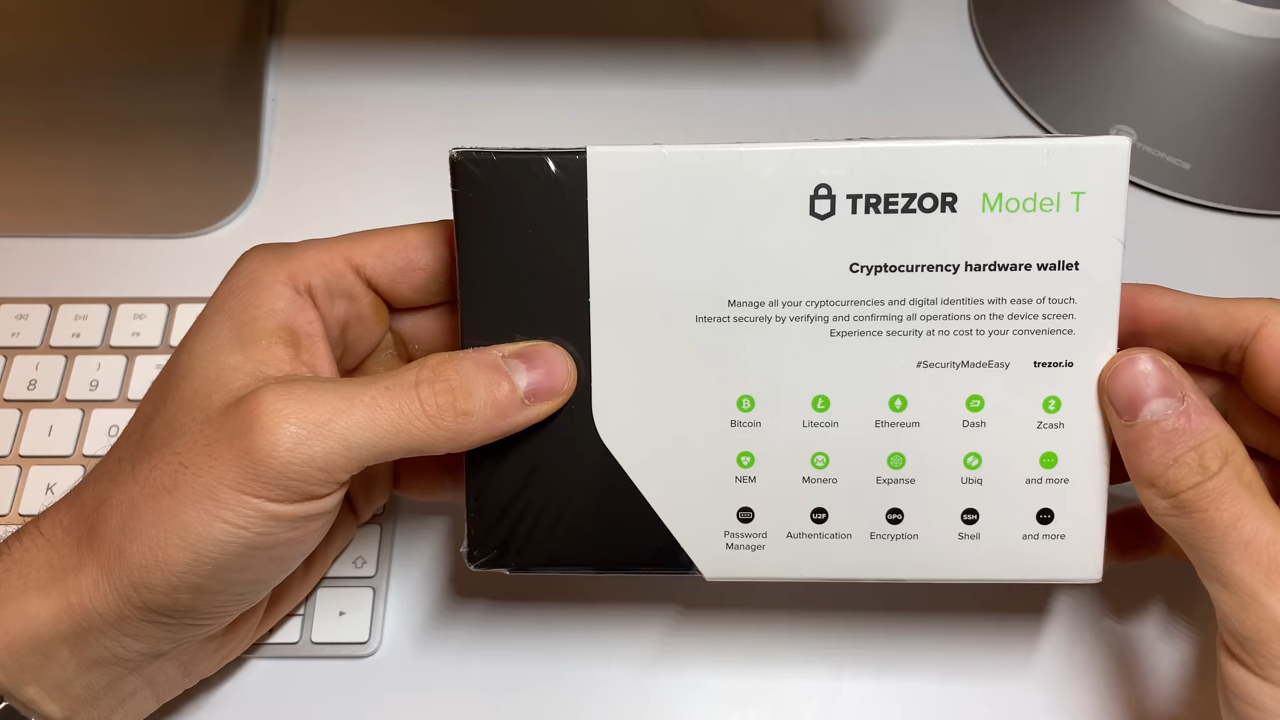 TREZOR Model T
Cryptocurrency hardware wallet
Manage all your cryptocurrencies and digital identities with ease of touch.
Interact securely by verifying and confirming all operations on the device screen.
Experience security at no cost to your convenience.
#SecurityMadeEasy trezor.io
Bitcoin Litecoin Ethereum Dash Zcash
NEM Monero Expanse Ubiq and more
U2F GPG SSH
Password Manager Authentication Encryption Shell and more
F7 F8 F9
( (
8 9
I O
K